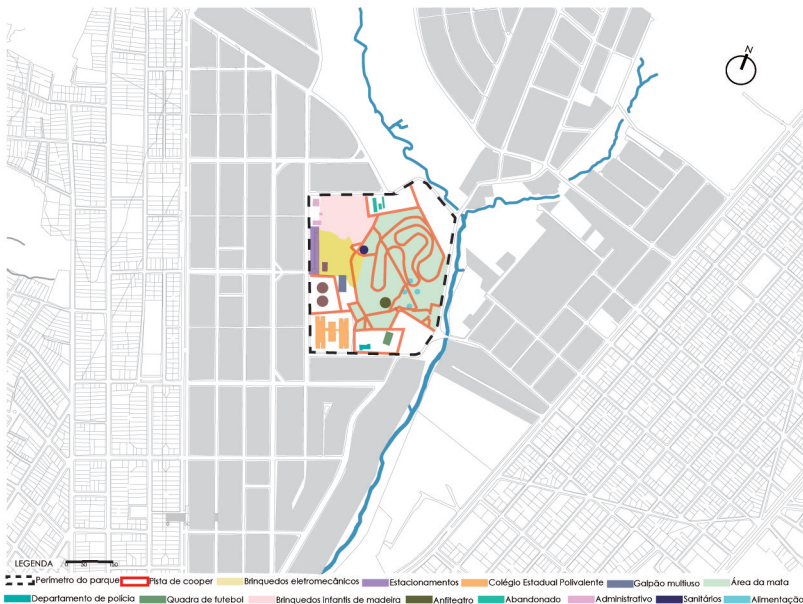 N
LEGENDA
Perímetro do parque Pista de cooper Brinquedos eletromecânicos Estacionamentos Colégio Estadual Polivalente Galpão multiuso Área da mata
Departamento de polícia Quadra de futebol Brinquedos infantis de madeira Anfiteatro Abandonado Administrativo Sanitários Alimentação